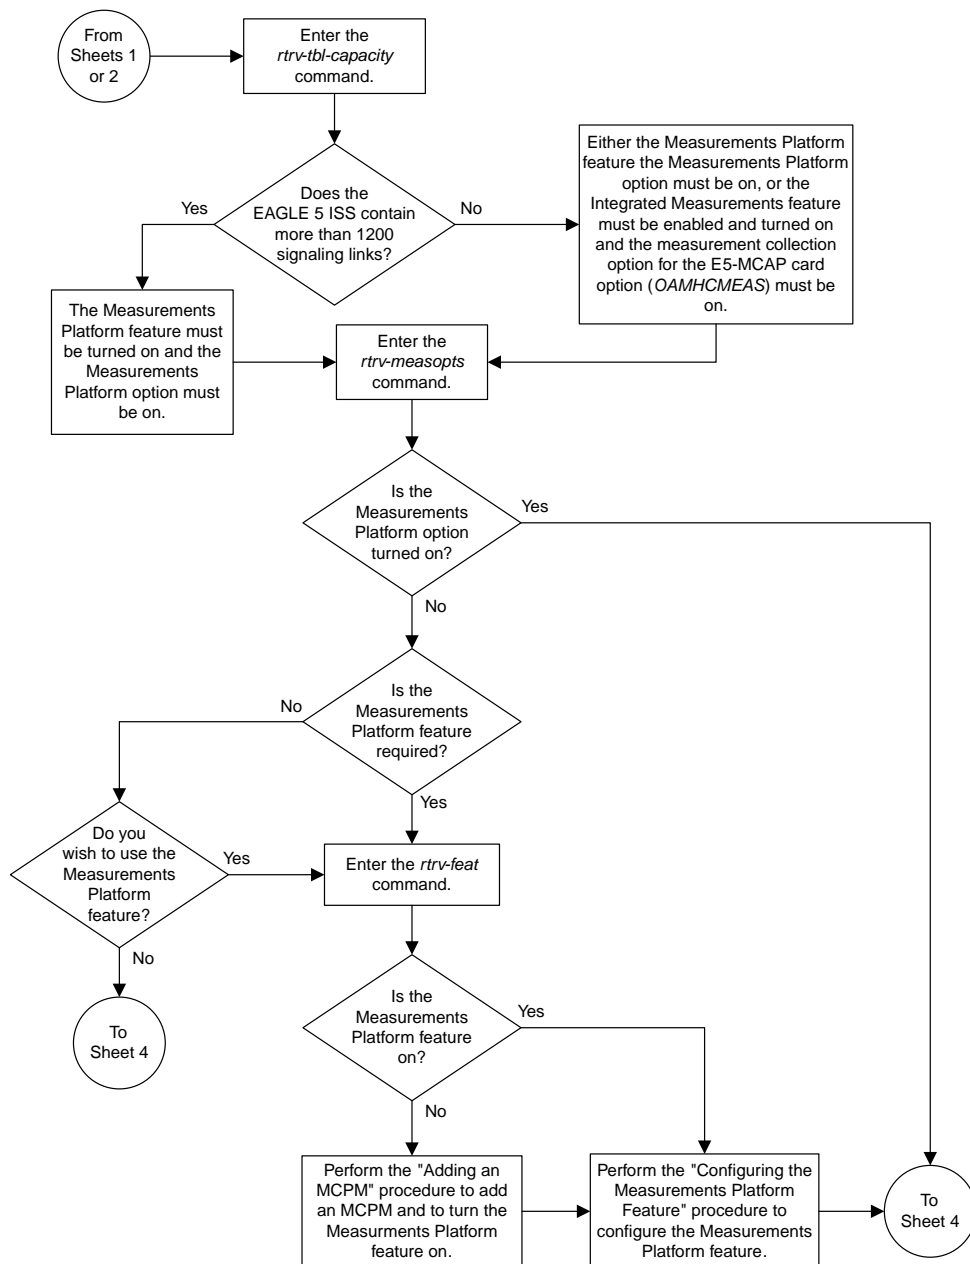 From
Sheets 1
or 2
Enter the
rtrv-tbl-capacity
command.
Does the
EAGLE 5 ISS contain
more than 1200
signaling links?
Yes
No
Either the Measurements Platform
feature the Measurements Platform
option must be on, or the
Integrated Measurements feature
must be enabled and turned on
and the measurement collection
option for the E5-MCAP card
option (OAMHCMEAS) must be
on.
The Measurements
Platform feature must
be turned on and the
Measurements
Platform option must
be on.
Enter the
rtrv-measopts
command.
Is the
Measurements
Platform option
turned on?
Yes
No
Is the
Measurements
Platform feature
required?
No
Yes
Do you
wish to use the
Measurements
Platform
feature?
Yes
No
Enter the rtrv-feat
command.
To
Sheet 4
Is the
Measurements
Platform feature
on?
Yes
No
Perform the "Adding an
MCPM" procedure to add
an MCPM and to turn the
Measurments Platform
feature on.
Perform the "Configuring the
Measurements Platform
Feature" procedure to
configure the Measurements
Platform feature.
To
Sheet 4